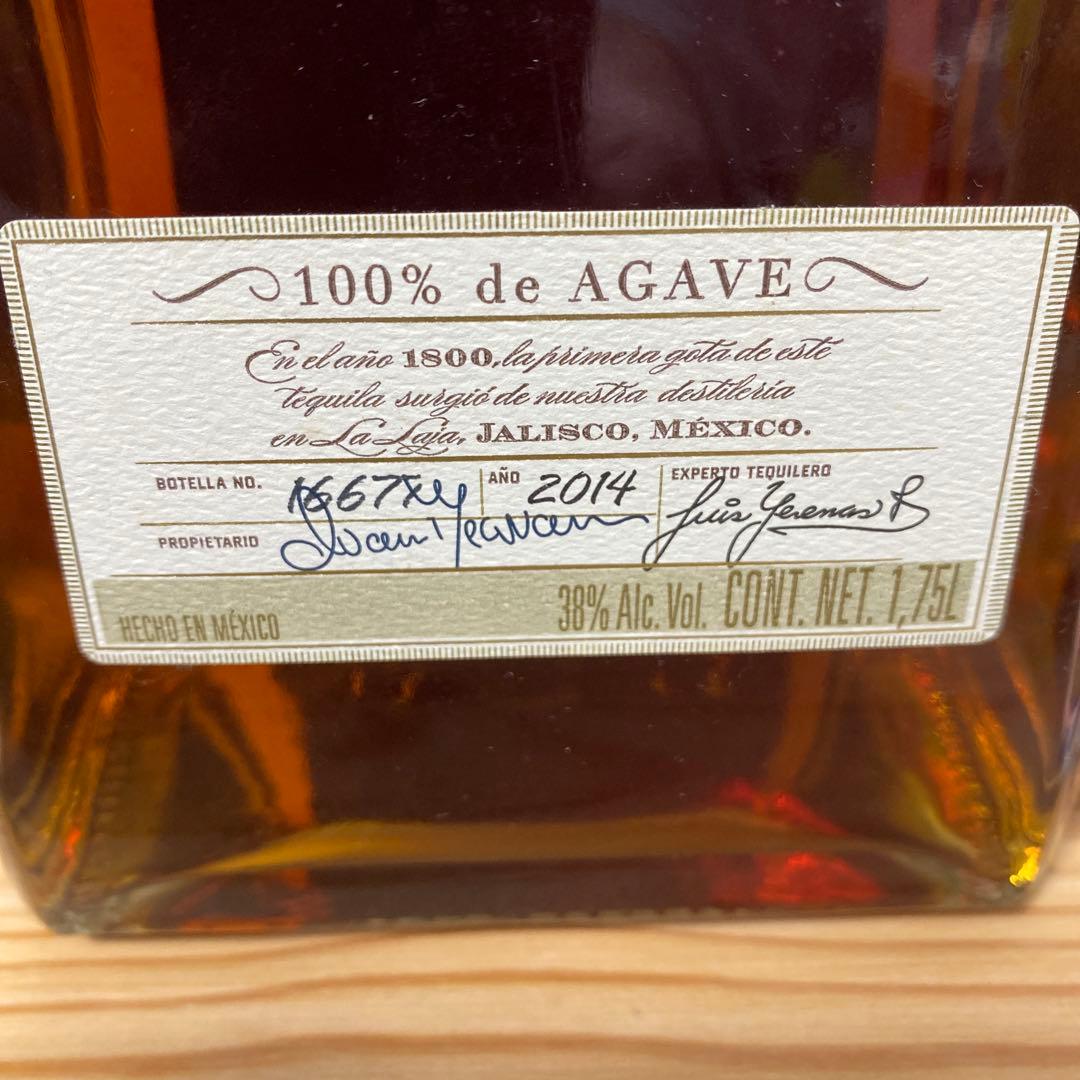 100% de AGAVE
En el año 1800, la primera gota de este
tequila surgió de nuestra destilería
en La Laja, JALISCO, MÉXICO.
BOTELLA NO. 1667XY AÑO 2014 EXPERTO TEQUILERO
PROPIETARIO
HECHO EN MÉXICO 38% Alc. Vol. CONT. NET. 1,75L